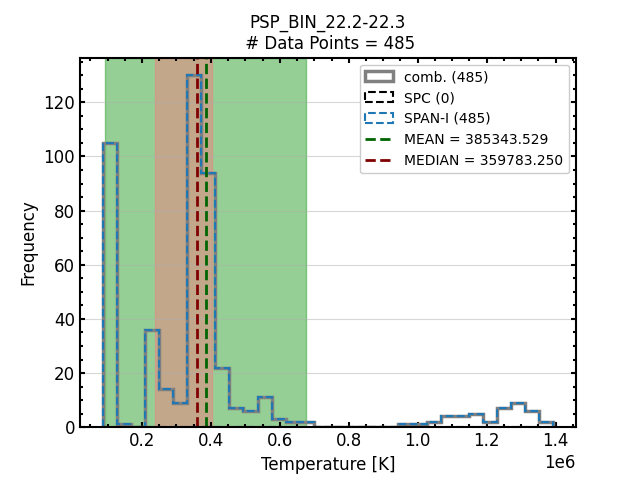 PSP_BIN_22.2-22.3
# Data Points = 485
comb. (485)
SPC (0)
SPAN-I (485)
MEAN = 385343.529
MEDIAN = 359783.250
Frequency
120
100
80
60
40
20
0
0.2 0.4 0.6 0.8 1.0 1.2 1.4
1e6
Temperature [K]